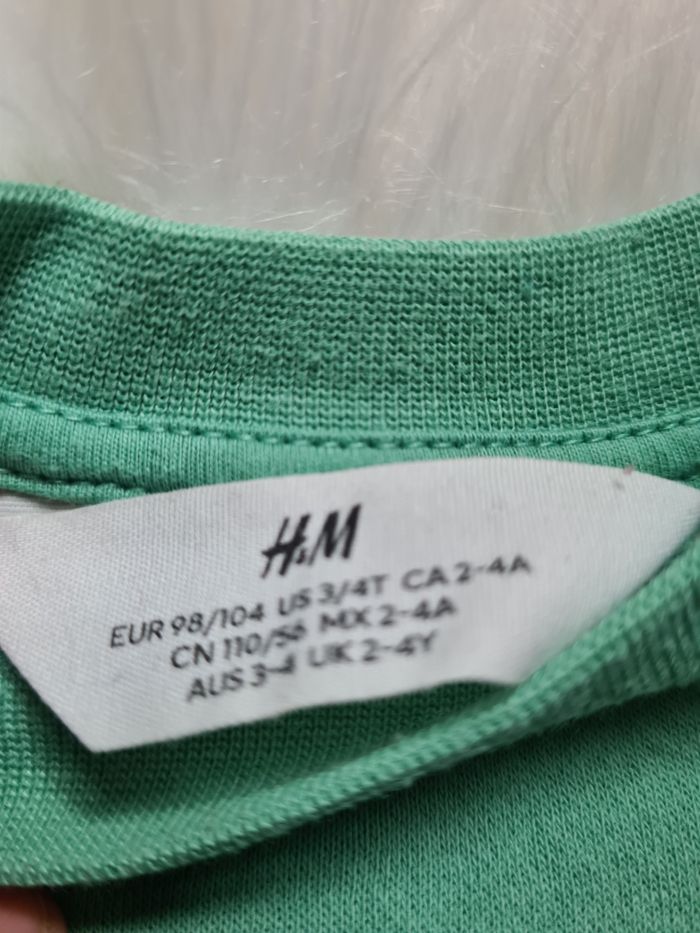 H&M
EUR 98/104 US 3/4T CA 2-4A
CN 110/56 MX 2-4A
AUS 3-4 UK 2-4Y